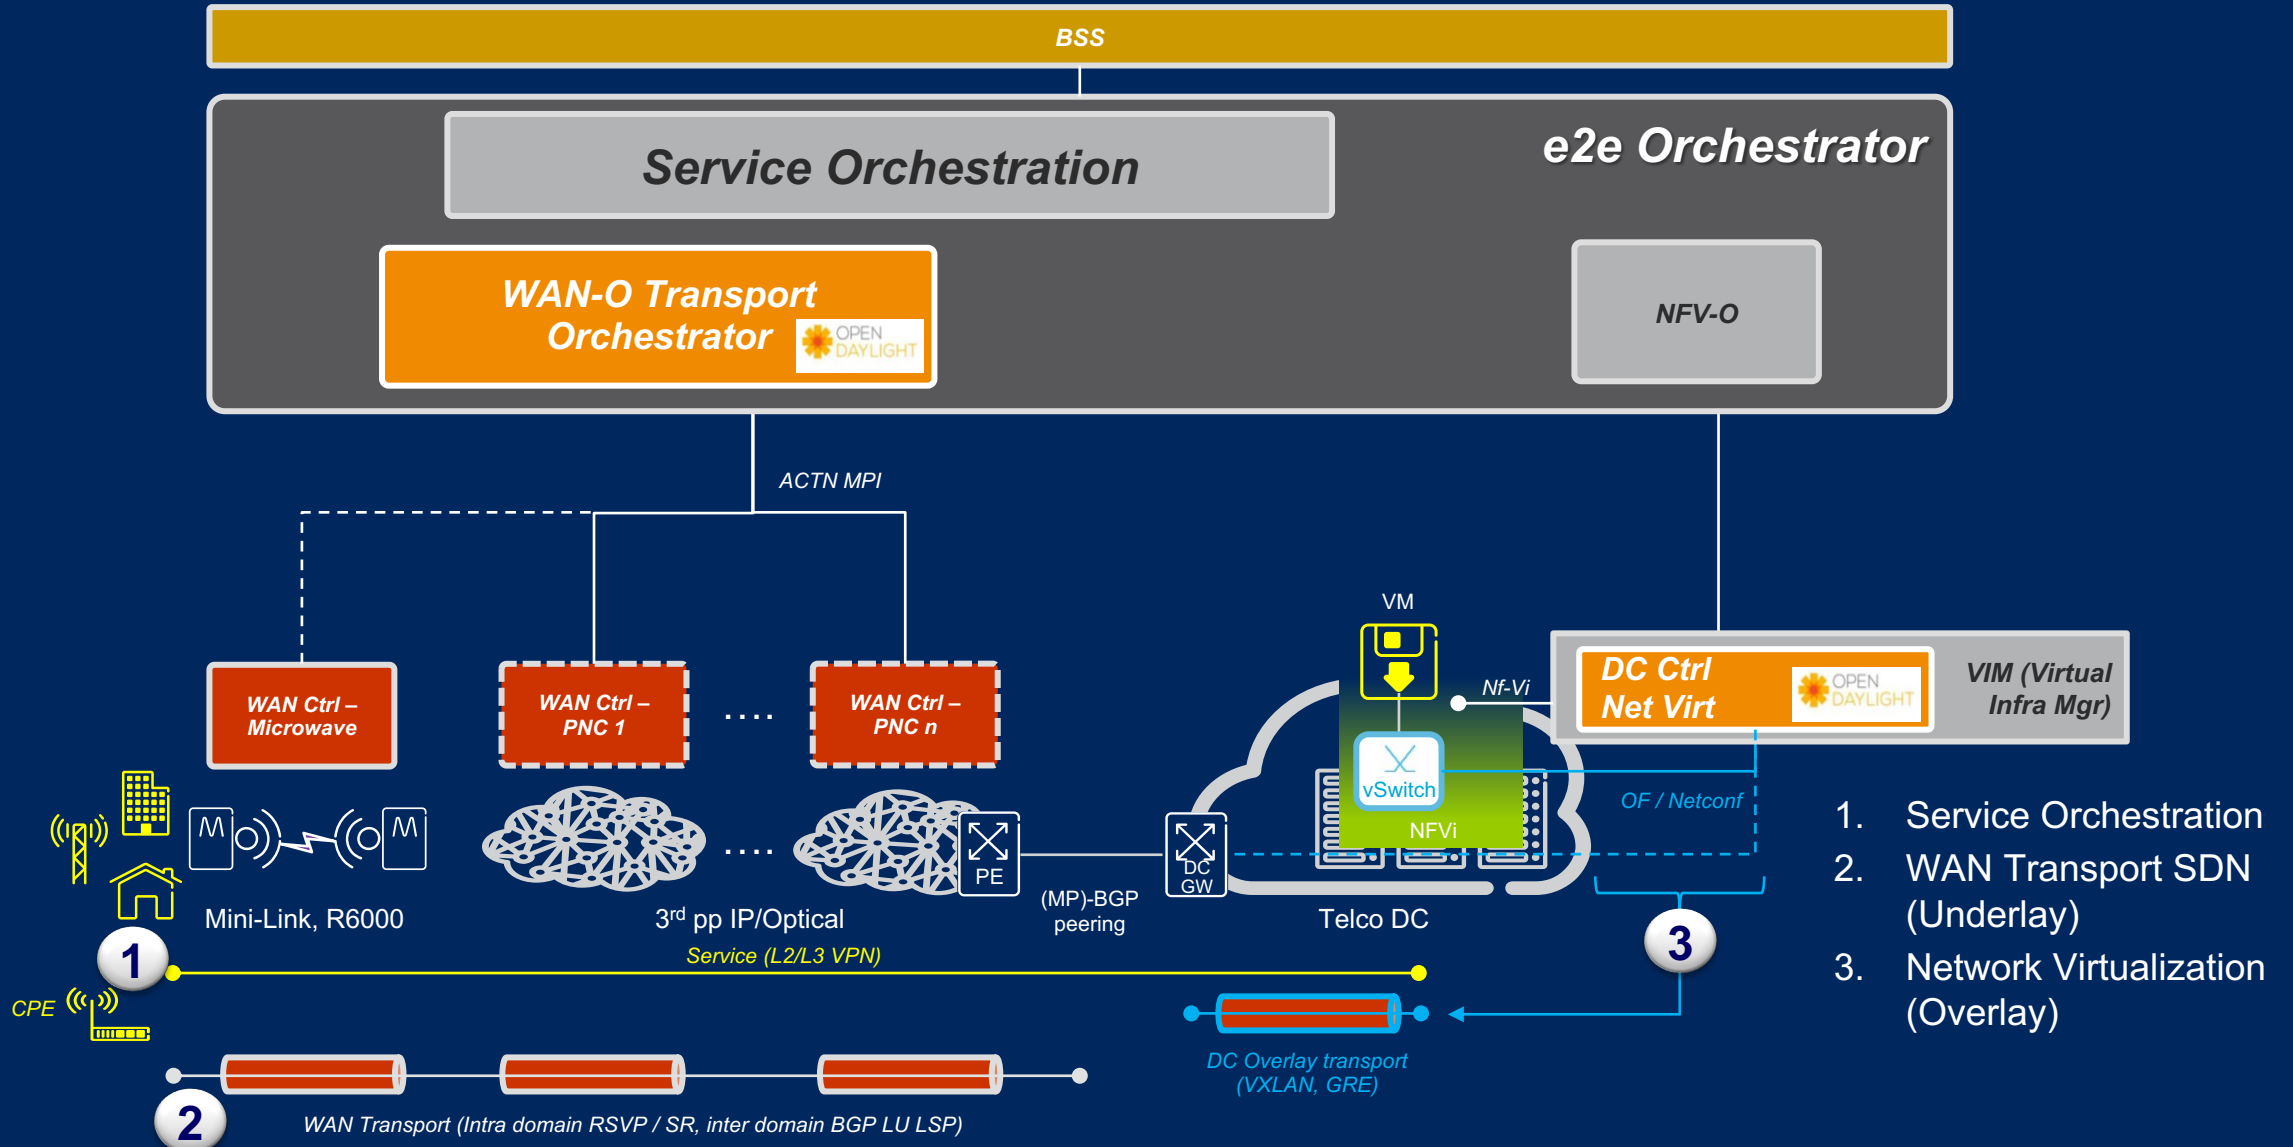 BSS
Service Orchestration
e2e Orchestrator
WAN-O Transport
Orchestrator
OPEN
DAYLIGHT
NFV-O
ACTN MPI
VM
Nf-Vi
DC Ctrl
Net Virt
OPEN
DAYLIGHT
VIM (Virtual
Infra Mgr)
WAN Ctrl –
Microwave
WAN Ctrl –
PNC 1
....
WAN Ctrl –
PNC n
vSwitch
NFVi
OF / Netconf
....
PE
DC
GW
(MP)-BGP
peering
Mini-Link, R6000
3rd pp IP/Optical
Telco DC
1
Service (L2/L3 VPN)
3
CPE
DC Overlay transport
(VXLAN, GRE)
2
WAN Transport (Intra domain RSVP / SR, inter domain BGP LU LSP)
1. Service Orchestration
2. WAN Transport SDN
(Underlay)
3. Network Virtualization
(Overlay)